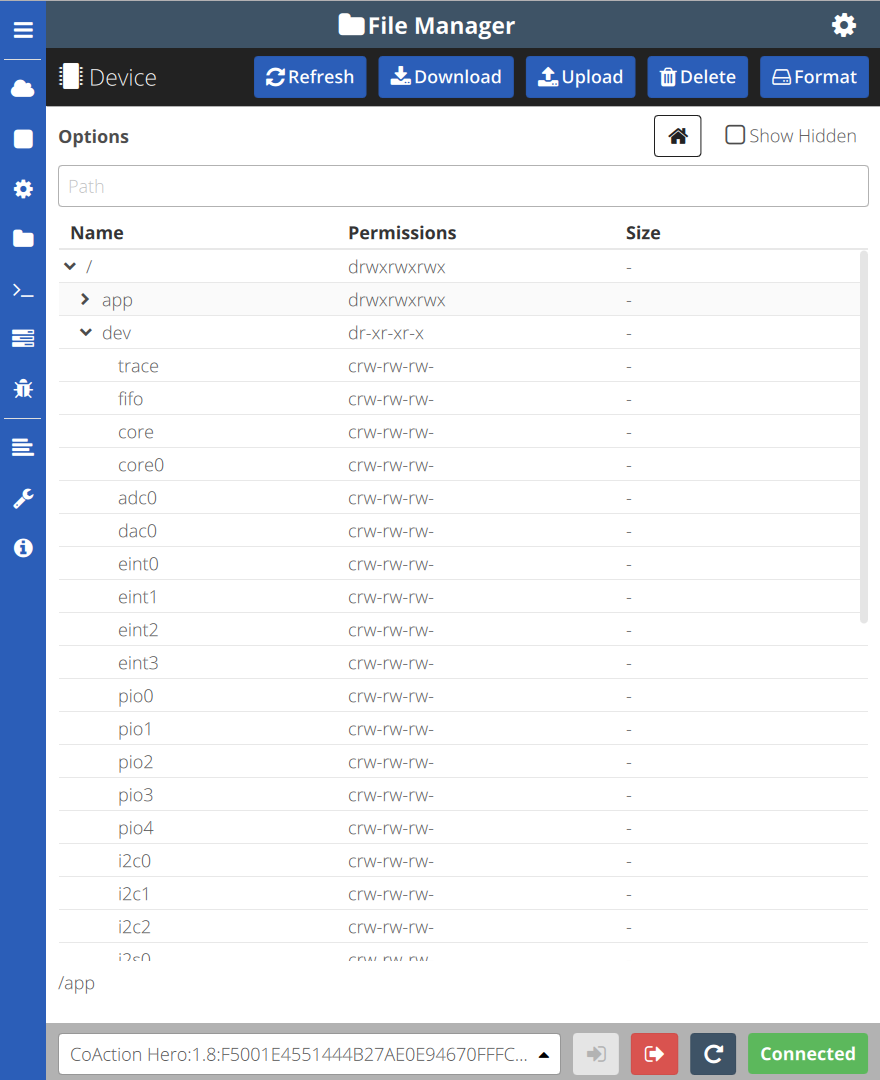 File Manager
Device Refresh Download Upload Delete Format
Options Show Hidden
Path
Name Permissions Size
/ drwxrwxrwx -
app drwxrwxrwx -
dev dr-xr-xr-x -
trace crw-rw-rw- -
fifo crw-rw-rw- -
core crw-rw-rw- -
core0 crw-rw-rw- -
adc0 crw-rw-rw- -
dac0 crw-rw-rw- -
eint0 crw-rw-rw- -
eint1 crw-rw-rw- -
eint2 crw-rw-rw- -
eint3 crw-rw-rw- -
pio0 crw-rw-rw- -
pio1 crw-rw-rw- -
pio2 crw-rw-rw- -
pio3 crw-rw-rw- -
pio4 crw-rw-rw- -
i2c0 crw-rw-rw- -
i2c1 crw-rw-rw- -
i2c2 crw-rw-rw- -
i2s0 crw-rw-rw-
/app
CoAction Hero:1.8:F5001E4551444B27AE0E94670FFFC... Connected